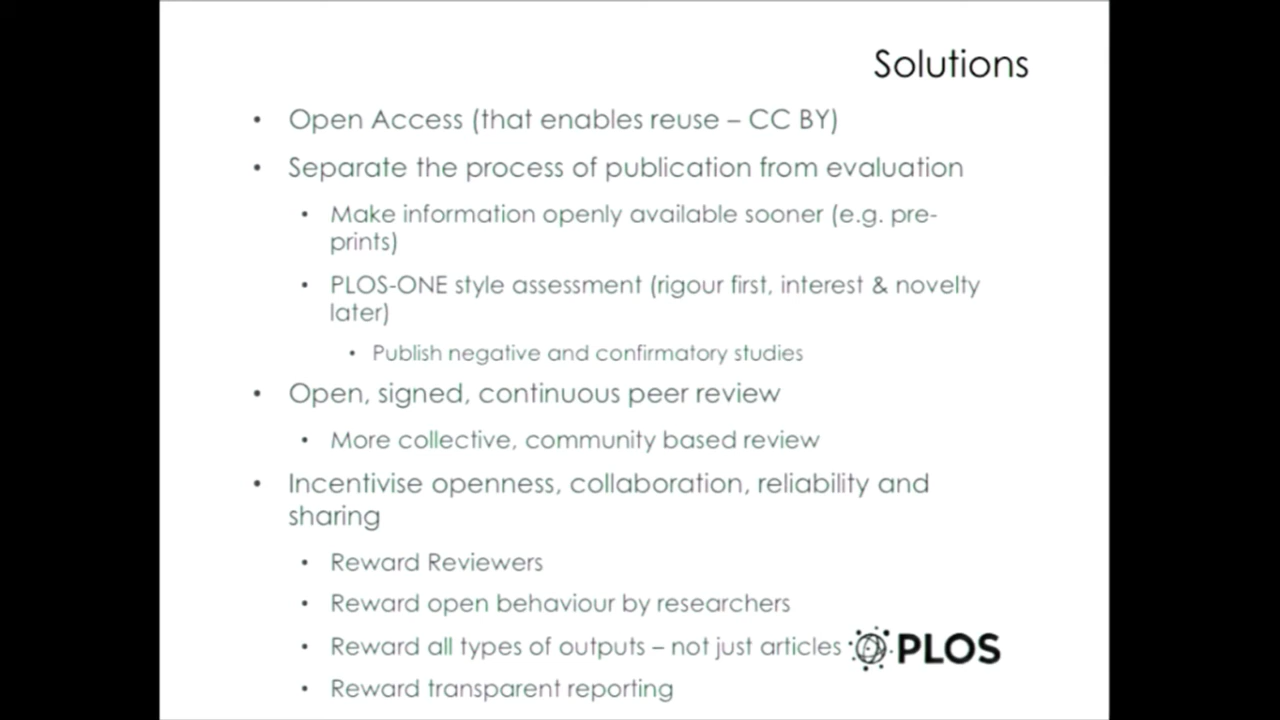 Solutions
• Open Access (that enables reuse – CC BY)
• Separate the process of publication from evaluation
• Make information openly available sooner (e.g. pre-
prints)
• PLOS-ONE style assessment (rigour first, interest & novelty
later)
• Publish negative and confirmatory studies
• Open, signed, continuous peer review
• More collective, community based review
• Incentivise openness, collaboration, reliability and
sharing
• Reward Reviewers
• Reward open behaviour by researchers
• Reward all types of outputs – not just articles
PLOS
• Reward transparent reporting